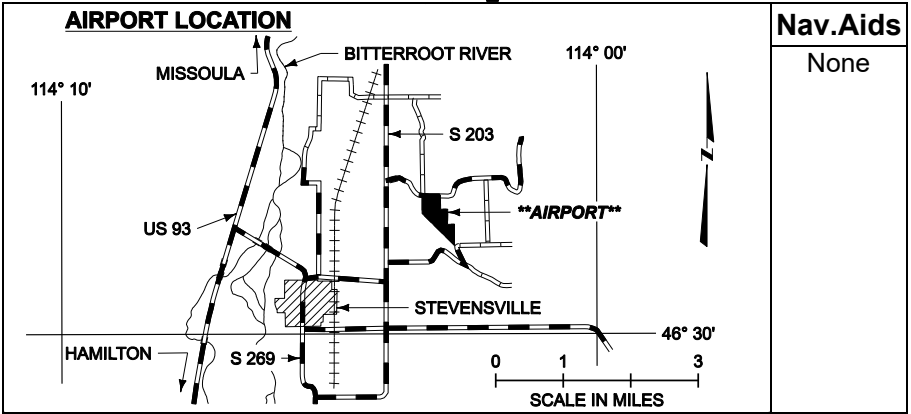 AIRPORT LOCATION
Nav.Aids
None
BITTERROOT RIVER
MISSOULA
114° 10'
114° 00'
S 203
N
**AIRPORT**
US 93
STEVENSVILLE
46° 30'
HAMILTON
S 269
0 1 3
SCALE IN MILES